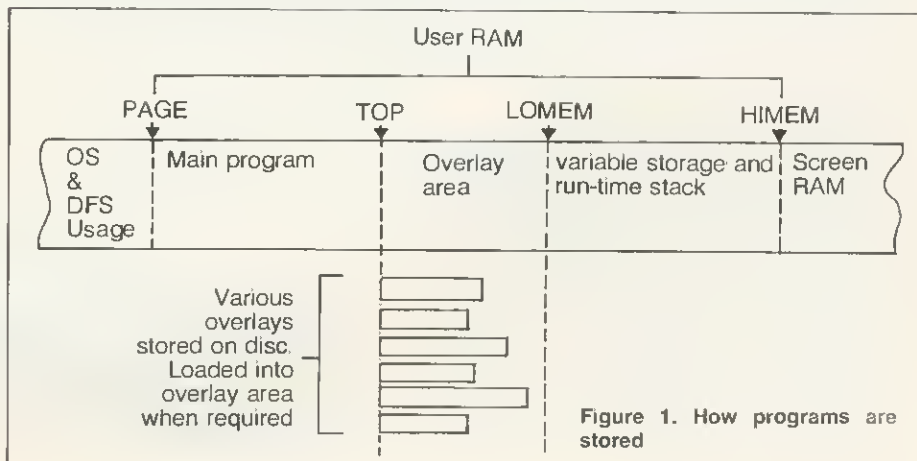 User RAM
PAGE
TOP
LOMEM
HIMEM
OS
&
DFS
Usage
Main program
Overlay
area
variable storage and
run-time stack
Screen
RAM
Various
overlays
stored on disc.
Loaded into
overlay area
when required
Figure 1. How programs are
stored